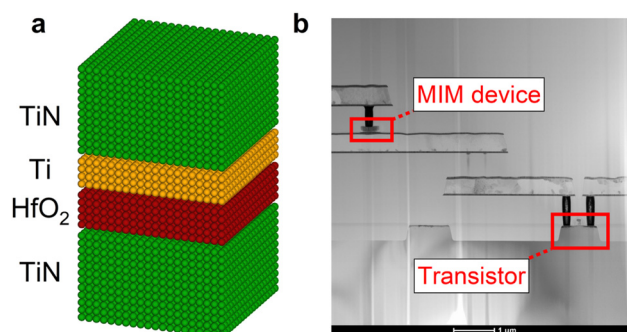 a
b
TiN
Ti
HfO₂
TiN
MIM device
Transistor
1 μm